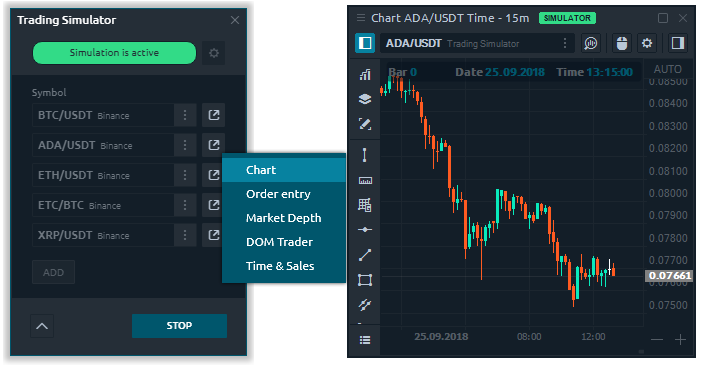 Trading Simulator
Simulation is active
Symbol
BTC/USDT Binance
ADA/USDT Binance
ETH/USDT Binance
ETC/BTC Binance
XRP/USDT Binance
ADD
STOP
Chart
Order entry
Market Depth
DOM Trader
Time & Sales
Chart ADA/USDT Time - 15m SIMULATOR
ADA/USDT Trading Simulator
Bar 0 Date 25.09.2018 Time 13:15:00 AUTO
0.08500
0.08400
0.08300
0.08200
0.08100
0.08000
0.07900
0.07800
0.07700
0.07661
0.07600
0.07500
25.09.2018 08:00 12:00